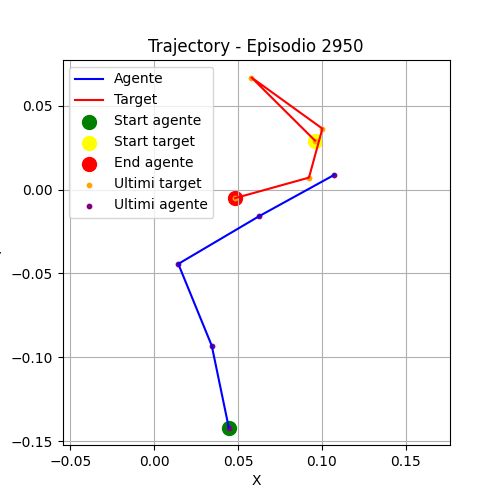 Trajectory - Episodio 2950
Agente
Target
Start agente
Start target
End agente
Ultimi target
Ultimi agente
0.05
0.00
−0.05
−0.10
−0.15
−0.05
0.00
0.05
0.10
0.15
X